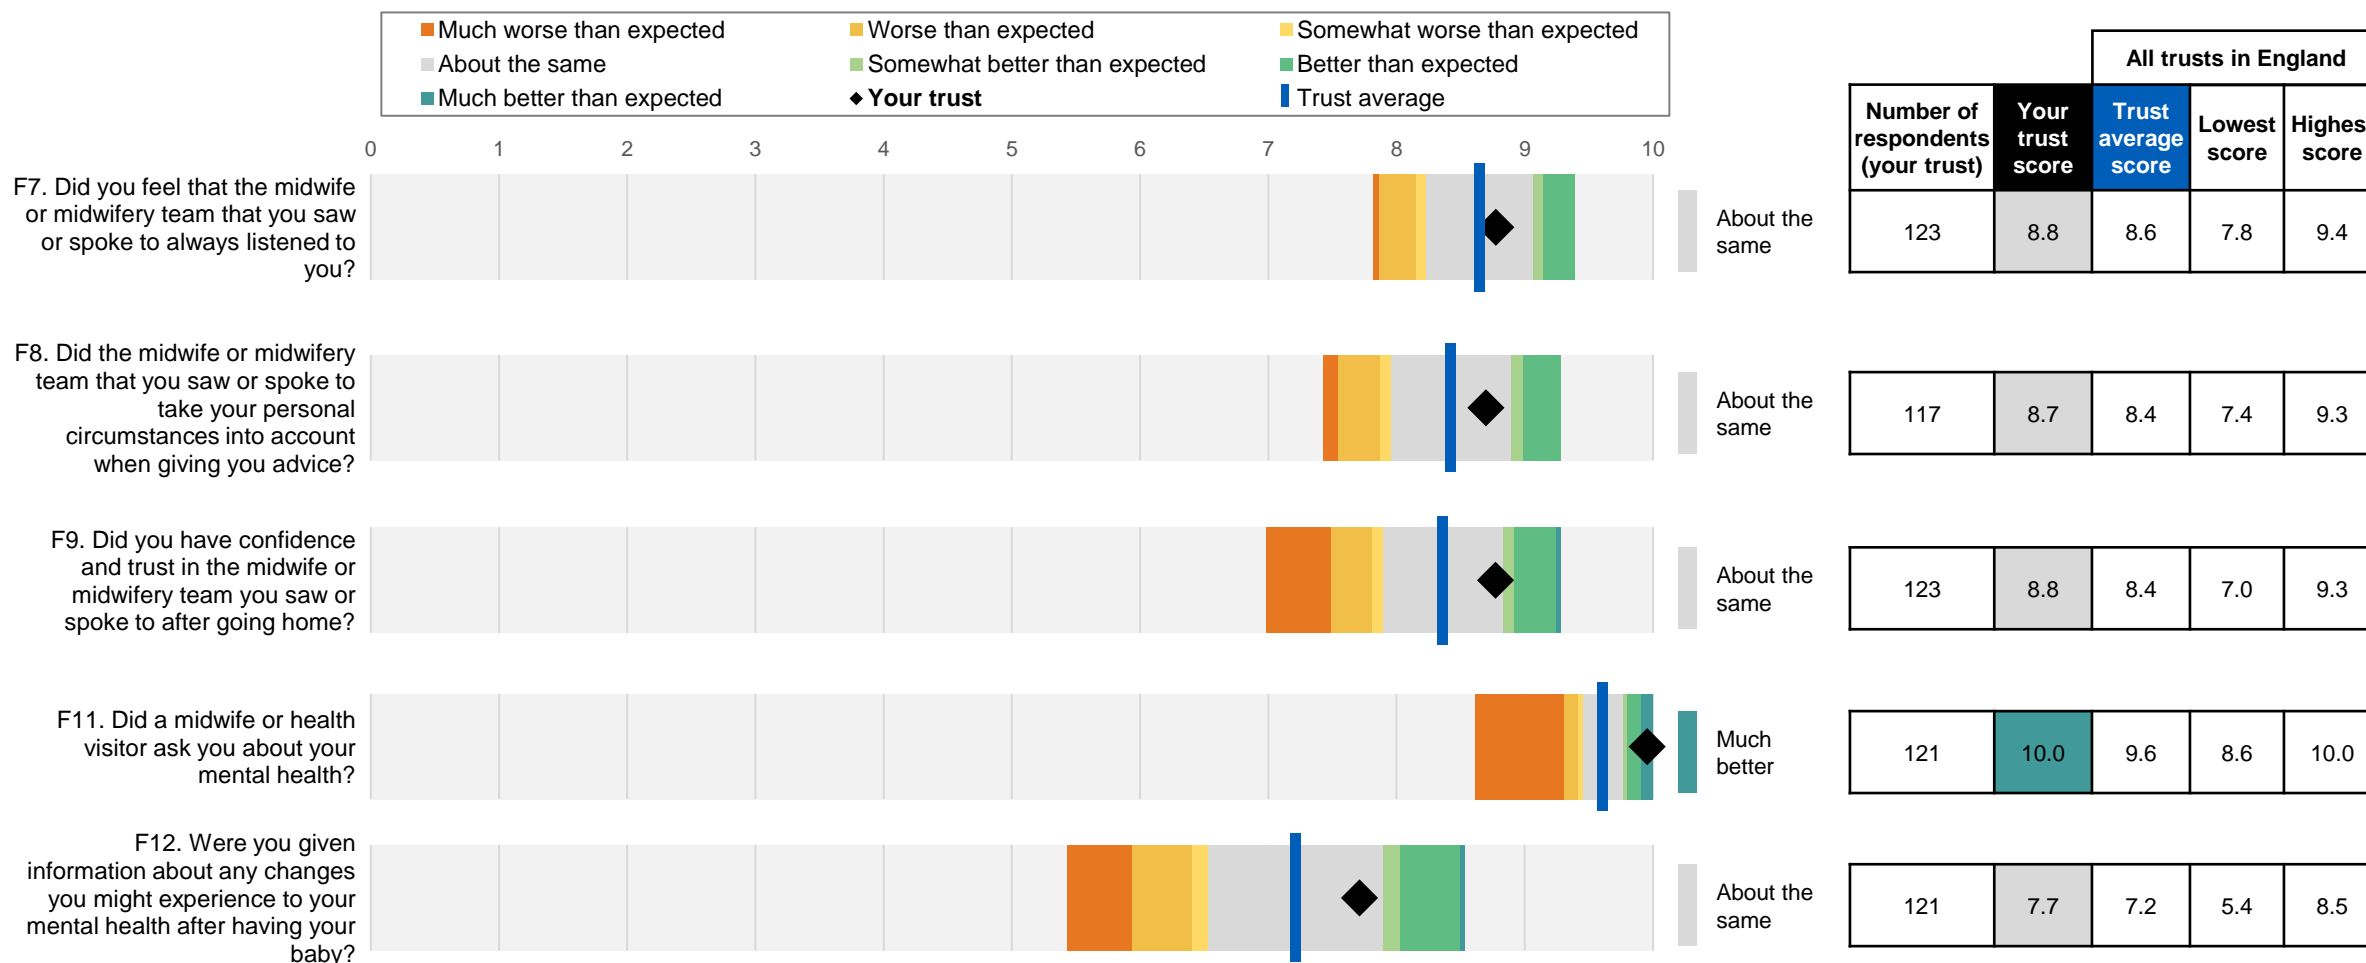 Much worse than expected
Worse than expected
Somewhat worse than expected
About the same
Somewhat better than expected
Better than expected
Much better than expected
Your trust
Trust average
All trusts in England
Number of
respondents
(your trust)
Your
trust
score
Trust
average
score
Lowest
score
Highes
score
0 1 2 3 4 5 6 7 8 9 10
F7. Did you feel that the midwife
or midwifery team that you saw
or spoke to always listened to
you?
About the
same
123 8.8 8.6 7.8 9.4
F8. Did the midwife or midwifery
team that you saw or spoke to
take your personal
circumstances into account
when giving you advice?
About the
same
117 8.7 8.4 7.4 9.3
F9. Did you have confidence
and trust in the midwife or
midwifery team you saw or
spoke to after going home?
About the
same
123 8.8 8.4 7.0 9.3
F11. Did a midwife or health
visitor ask you about your
mental health?
Much
better
121 10.0 9.6 8.6 10.0
F12. Were you given
information about any changes
you might experience to your
mental health after having your
baby?
About the
same
121 7.7 7.2 5.4 8.5